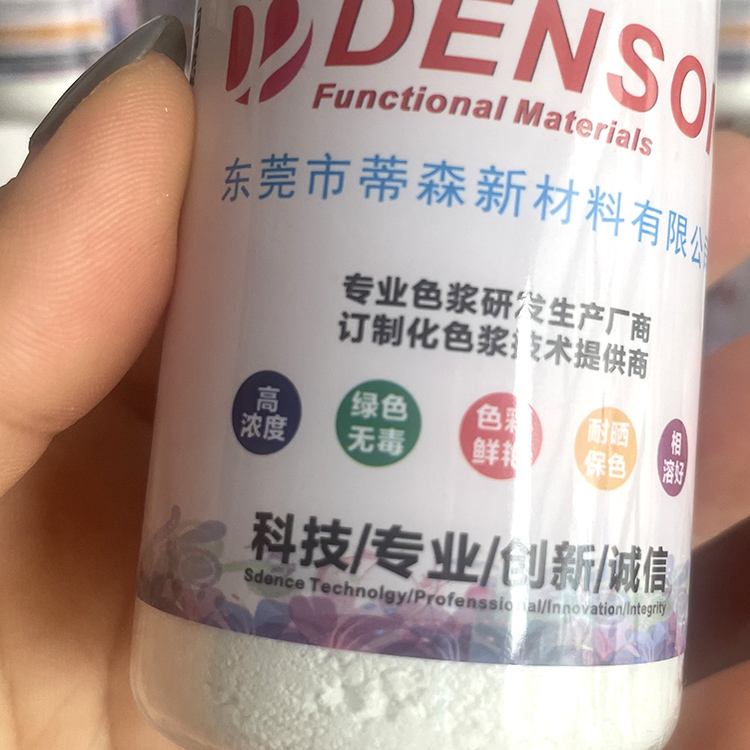 DENSO
Functional Materials
东莞市蒂森新材料有限公司
专业色浆研发生产厂商
订制化色浆技术提供商
高
浓度
绿色
无毒
色彩
鲜艳
耐晒
保色
相
溶好
科技/专业/创新/诚信
Sdence Technolgy/Profenssional/Innovation/Integrity